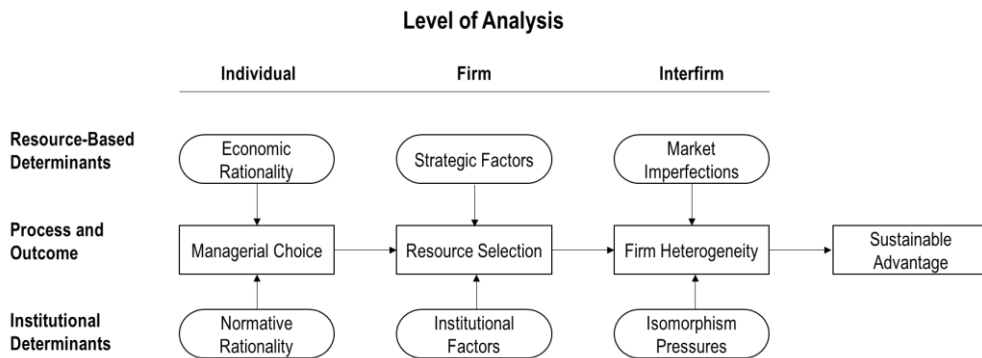 Level of Analysis
Individual Firm Interfirm
Resource-Based
Determinants
Economic
Rationality
Strategic Factors
Market
Imperfections
Process and
Outcome
Managerial Choice
Resource Selection
Firm Heterogeneity
Sustainable
Advantage
Institutional
Determinants
Normative
Rationality
Institutional
Factors
Isomorphism
Pressures